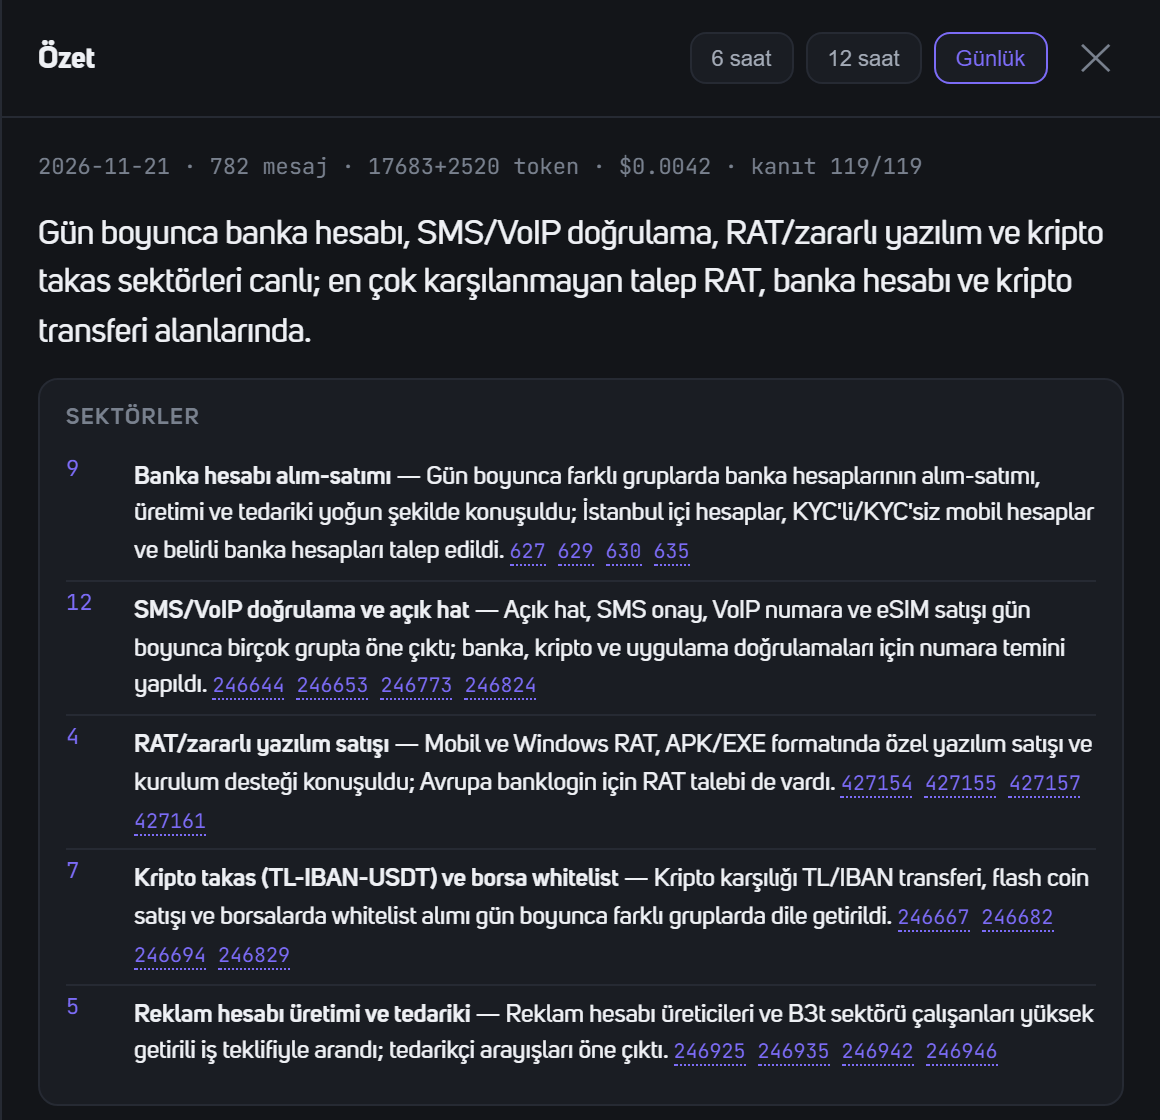 Özet
6 saat
12 saat
Günlük
2026-11-21 · 782 mesaj · 17683+2520 token · $0.0042 · kanıt 119/119
Gün boyunca banka hesabı, SMS/VoIP doğrulama, RAT/zararlı yazılım ve kripto
takas sektörleri canlı; en çok karşılanmayan talep RAT, banka hesabı ve kripto
transferi alanlarında.
SEKTÖRLER
9
Banka hesabı alım-satımı — Gün boyunca farklı gruplarda banka hesaplarının alım-satımı,
üretimi ve tedariki yoğun şekilde konuşuldu; İstanbul içi hesaplar, KYC'li/KYC'siz mobil hesaplar
ve belirli banka hesapları talep edildi. 627 629 630 635
12
SMS/VoIP doğrulama ve açık hat — Açık hat, SMS onay, VoIP numara ve eSIM satışı gün
boyunca birçok grupta öne çıktı; banka, kripto ve uygulama doğrulamaları için numara temini
yapıldı. 246644 246653 246773 246824
4
RAT/zararlı yazılım satışı — Mobil ve Windows RAT, APK/EXE formatında özel yazılım satışı ve
kurulum desteği konuşuldu; Avrupa banklogin için RAT talebi de vardı. 427154 427155 427157
427161
7
Kripto takas (TL-IBAN-USDT) ve borsa whitelist — Kripto karşılığı TL/IBAN transferi, flash coin
satışı ve borsalarda whitelist alımı gün boyunca farklı gruplarda dile getirildi. 246667 246682
246694 246829
5
Reklam hesabı üretimi ve tedariki — Reklam hesabı üreticileri ve B3t sektörü çalışanları yüksek
getirili iş teklifiyle arandı; tedarikçi arayışları öne çıktı. 246925 246935 246942 246946